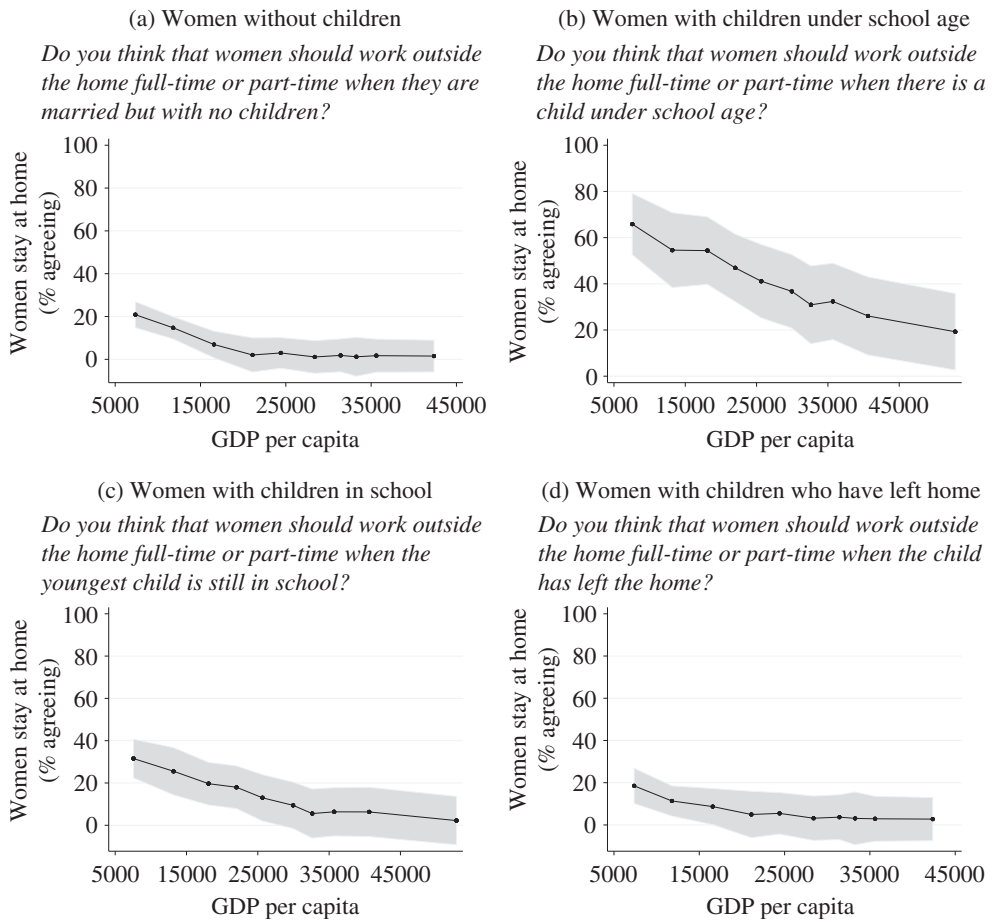 (a) Women without children
Do you think that women should work outside
the home full-time or part-time when they are
married but with no children?
Women stay at home
(% agreeing)
100
80
60
40
20
0
5000 15000 25000 35000 45000
GDP per capita
(b) Women with children under school age
Do you think that women should work outside
the home full-time or part-time when there is a
child under school age?
Women stay at home
(% agreeing)
100
80
60
40
20
0
5000 15000 25000 35000 45000
GDP per capita
(c) Women with children in school
Do you think that women should work outside
the home full-time or part-time when the
youngest child is still in school?
Women stay at home
(% agreeing)
100
80
60
40
20
0
5000 15000 25000 35000 45000
GDP per capita
(d) Women with children who have left home
Do you think that women should work outside
the home full-time or part-time when the child
has left the home?
Women stay at home
(% agreeing)
100
80
60
40
20
0
5000 15000 25000 35000 45000
GDP per capita